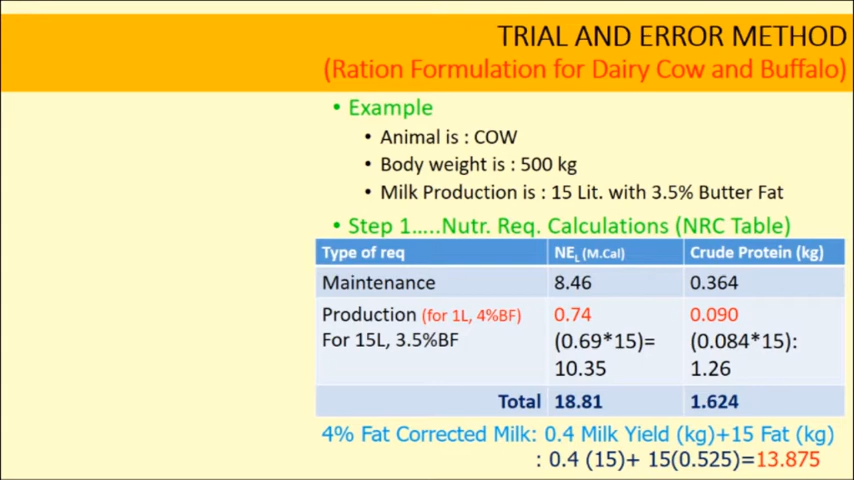 TRIAL AND ERROR METHOD
(Ration Formulation for Dairy Cow and Buffalo)
• Example
• Animal is : COW
• Body weight is : 500 kg
• Milk Production is : 15 Lit. with 3.5% Butter Fat
• Step 1…..Nutr. Req. Calculations (NRC Table)
Type of req NEL (M.Cal) Crude Protein (kg)
Maintenance 8.46 0.364
Production (for 1L, 4%BF) 0.74 0.090
For 15L, 3.5%BF (0.69*15)= (0.084*15):
10.35 1.26
Total 18.81 1.624
4% Fat Corrected Milk: 0.4 Milk Yield (kg)+15 Fat (kg)
: 0.4 (15)+ 15(0.525)=13.875